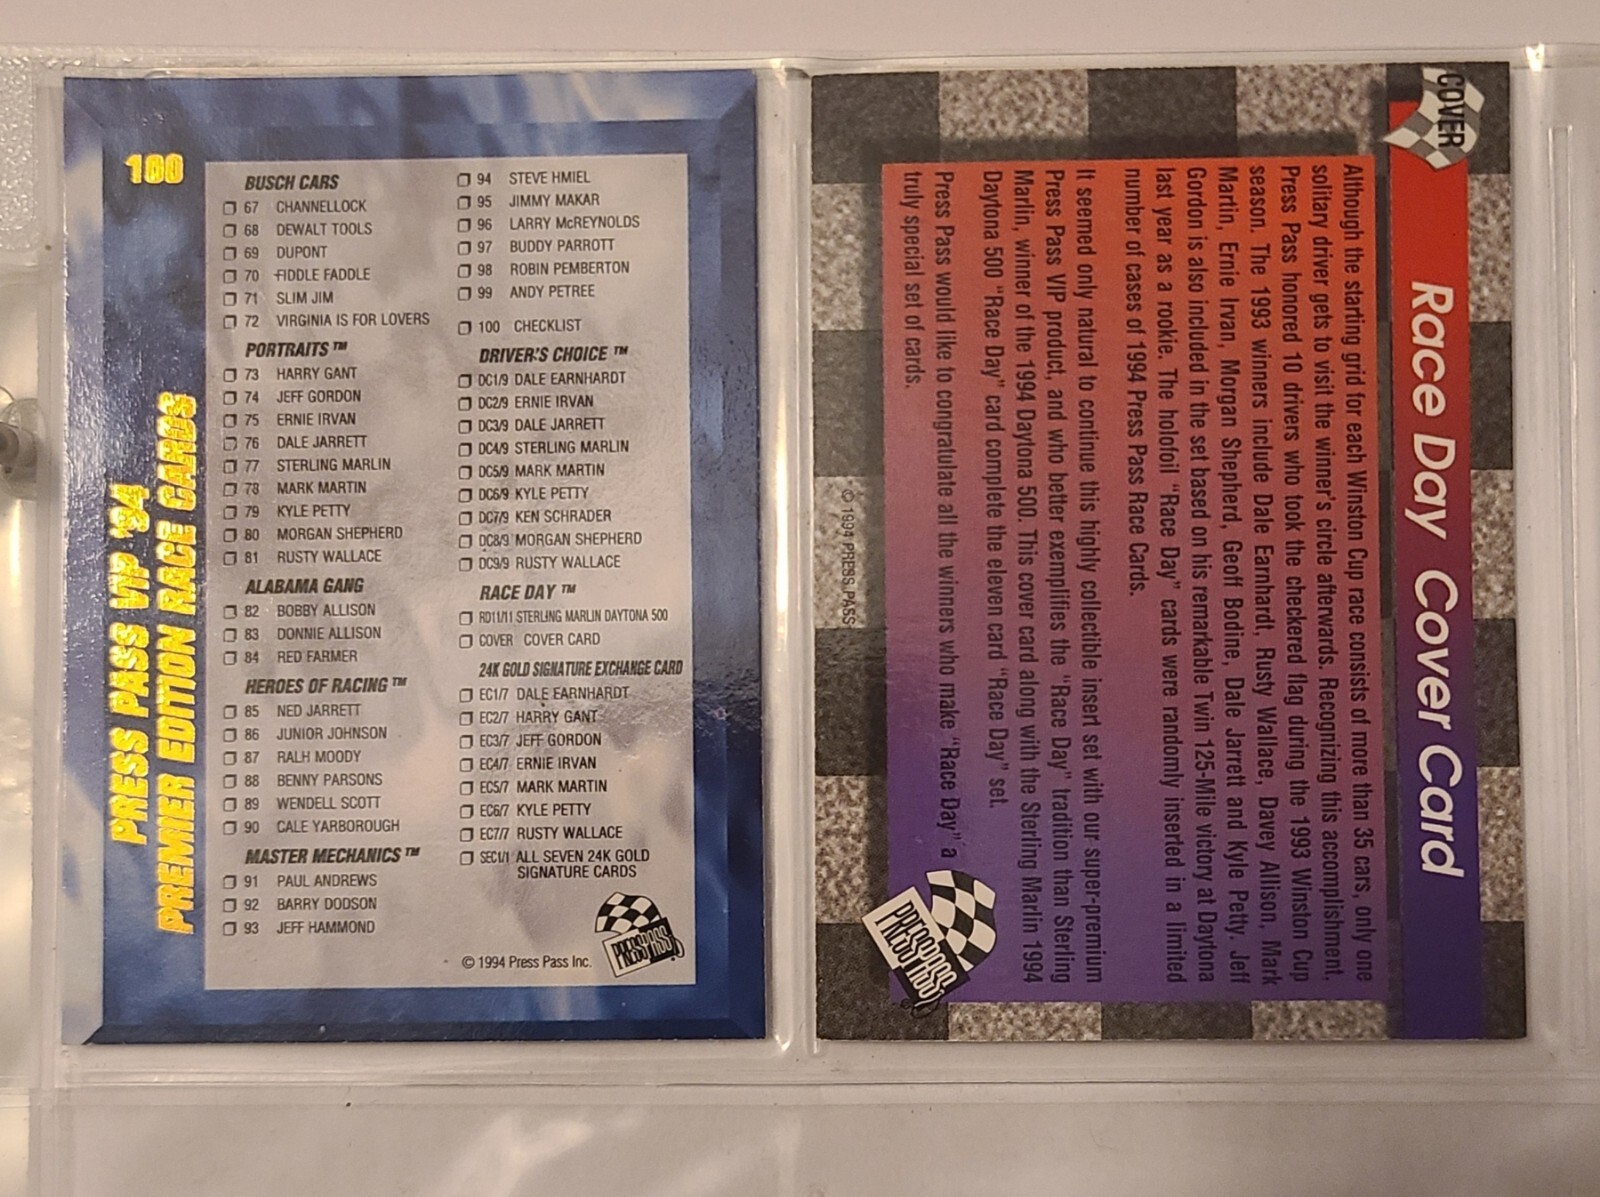 100
PRESS PASS VIP '94
PREMIER EDITION RACE CARDS
BUSCH CARS
67 CHANNELLOCK
68 DEWALT TOOLS
69 DUPONT
70 FIDDLE FADDLE
71 SLIM JIM
72 VIRGINIA IS FOR LOVERS
PORTRAITS™
73 HARRY GANT
74 JEFF GORDON
75 ERNIE IRVAN
76 DALE JARRETT
77 STERLING MARLIN
78 MARK MARTIN
79 KYLE PETTY
80 MORGAN SHEPHERD
81 RUSTY WALLACE
ALABAMA GANG
82 BOBBY ALLISON
83 DONNIE ALLISON
84 RED FARMER
HEROES OF RACING™
85 NED JARRETT
86 JUNIOR JOHNSON
87 RALH MOODY
88 BENNY PARSONS
89 WENDELL SCOTT
90 CALE YARBOROUGH
MASTER MECHANICS™
91 PAUL ANDREWS
92 BARRY DODSON
93 JEFF HAMMOND
94 STEVE HMIEL
95 JIMMY MAKAR
96 LARRY McREYNOLDS
97 BUDDY PARROTT
98 ROBIN PEMBERTON
99 ANDY PETREE
100 CHECKLIST
DRIVER'S CHOICE™
DC1/9 DALE EARNHARDT
DC2/9 ERNIE IRVAN
DC3/9 DALE JARRETT
DC4/9 STERLING MARLIN
DC5/9 MARK MARTIN
DC6/9 KYLE PETTY
DC7/9 KEN SCHRADER
DC8/9 MORGAN SHEPHERD
DC9/9 RUSTY WALLACE
RACE DAY™
RD11/11 STERLING MARLIN DAYTONA 500
COVER COVER CARD
24K GOLD SIGNATURE EXCHANGE CARD
EC1/7 DALE EARNHARDT
EC2/7 HARRY GANT
EC3/7 JEFF GORDON
EC4/7 ERNIE IRVAN
EC5/7 MARK MARTIN
EC6/7 KYLE PETTY
EC7/7 RUSTY WALLACE
SEC1/1 ALL SEVEN 24K GOLD
SIGNATURE CARDS
PRESS PASS
© 1994 Press Pass Inc.
COVER
Race Day Cover Card
Although the starting grid for each Winston Cup race consists of more than 35 cars, only one
solitary driver gets to visit the winner's circle afterwards. Recognizing this accomplishment,
Press Pass honored 10 drivers who took the checkered flag during the 1993 Winston Cup
season. The 1993 winners include Dale Earnhardt, Rusty Wallace, Davey Allison, Mark
Martin, Ernie Irvan, Morgan Shepherd, Geoff Bodine, Dale Jarrett and Kyle Petty. Jeff
Gordon is also included in the set based on his remarkable Twin 125-Mile victory at Daytona
last year as a rookie. The holofoil "Race Day" cards were randomly inserted in a limited
number of cases of 1994 Press Pass Race Cards.
It seemed only natural to continue this highly collectible insert set with our super-premium
Press Pass VIP product, and who better exemplifies the "Race Day" tradition than Sterling
Marlin, winner of the 1994 Daytona 500. This cover card along with the Sterling Marlin 1994
Daytona 500 "Race Day" card complete the eleven card "Race Day" set.
Press Pass would like to congratulate all the winners who make "Race Day" a
truly special set of cards.
PRESS PASS
© 1994 PRESS PASS